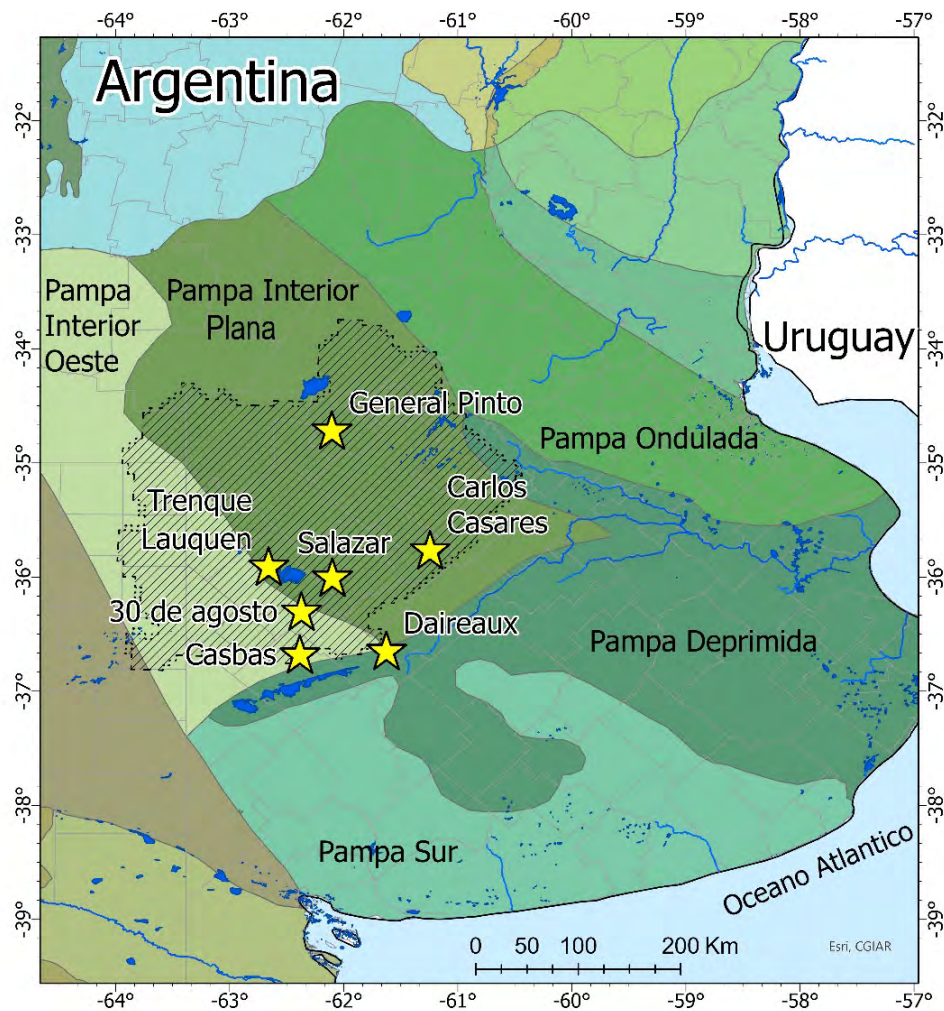 -64° -63° -62° -61° -60° -59° -58° -57°
Argentina
-32° -32°
-33° -33°
Pampa
Interior
Oeste
Pampa Interior
Plana
-34° -34°
Uruguay
General Pinto
Pampa Ondulada
-35° -35°
Trenque
Lauquen
Salazar
Carlos
Casares
-36° -36°
30 de agosto
Casbas
Daireaux
Pampa Deprimida
-37° -37°
-38° -38°
Pampa Sur
Oceano Atlantico
-39° -39°
0 50 100 200 Km
Esri, CGIAR
-64° -63° -62° -61° -60° -59° -58° -57°